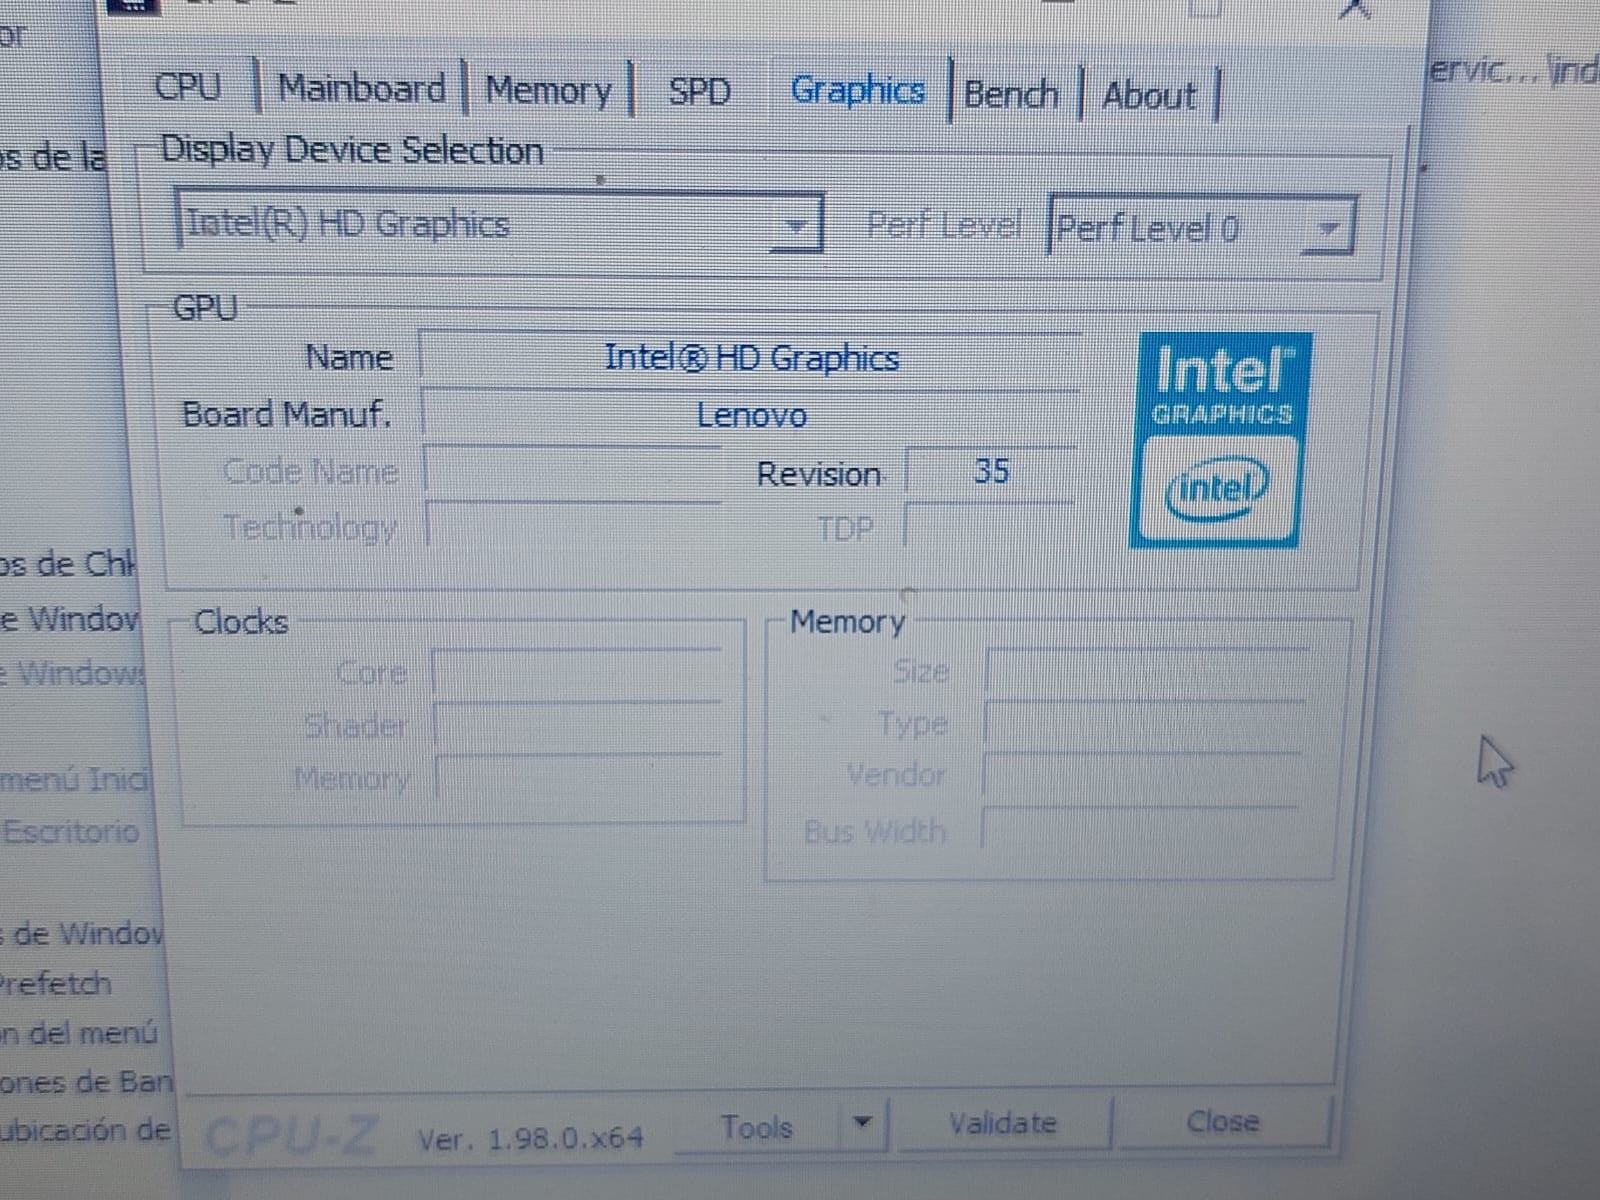 CPU Mainboard Memory SPD Graphics Bench About
Display Device Selection
Intel(R) HD Graphics Perf Level Perf Level 0
GPU
Name Intel® HD Graphics
Board Manuf. Lenovo
Code Name Revision 35
Technology TDP
Intel™
GRAPHICS
intel
Clocks
Core
Shader
Memory
Memory
Size
Type
Vendor
Bus Width
CPU-Z Ver. 1.98.0.x64 Tools Validate Close
or
os de la
os de Ch
e Window
e Windows
menú Inici
Escritorio
s de Window
Prefetch
n del menú
ones de Ban
ubicación de
ervic...